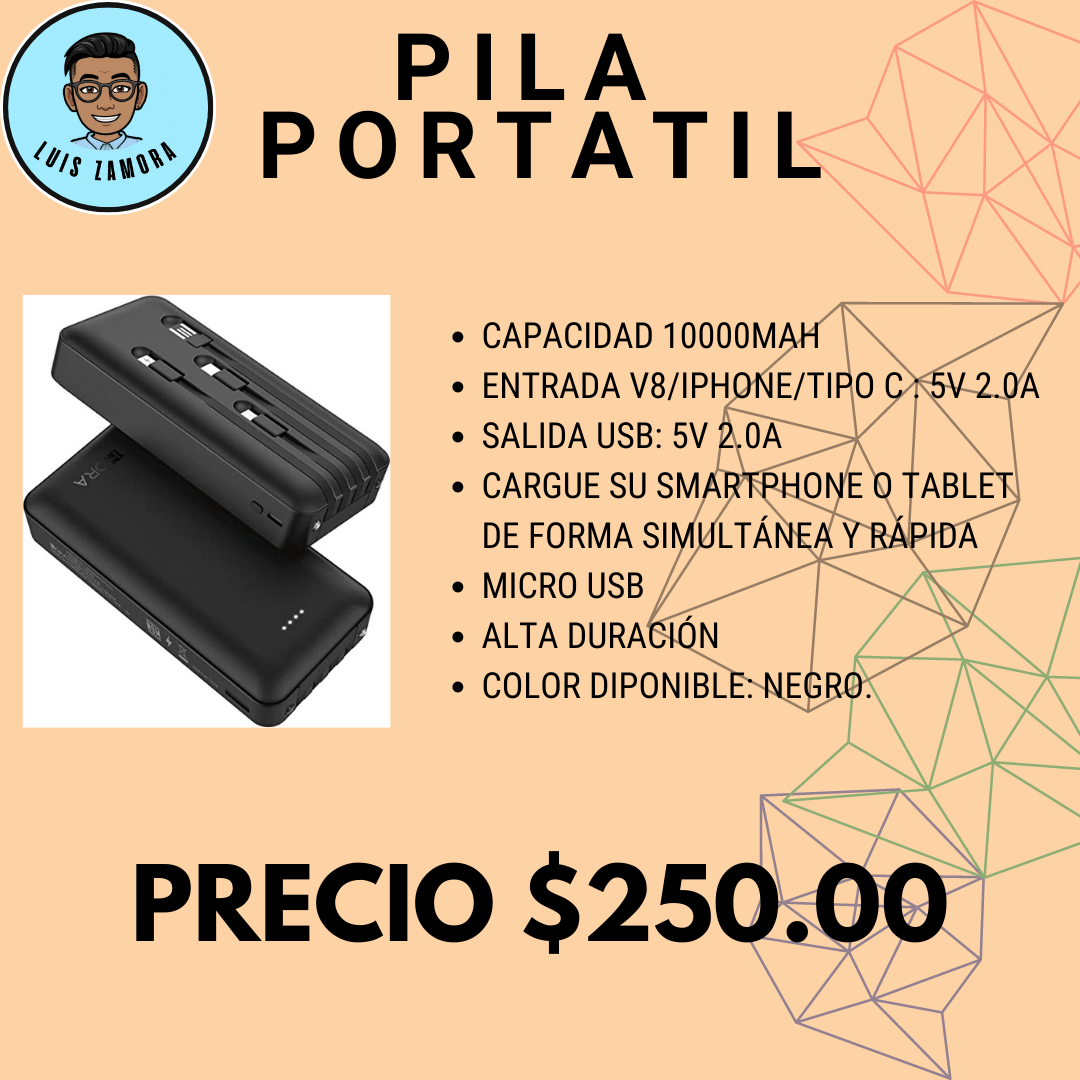 LUIS ZAMORA
PILA
PORTATIL
• CAPACIDAD 10000MAH
• ENTRADA V8/IPHONE/TIPO C : 5V 2.0A
• SALIDA USB: 5V 2.0A
• CARGUE SU SMARTPHONE O TABLET
DE FORMA SIMULTÁNEA Y RÁPIDA
• MICRO USB
• ALTA DURACIÓN
• COLOR DIPONIBLE: NEGRO.
PRECIO $250.00